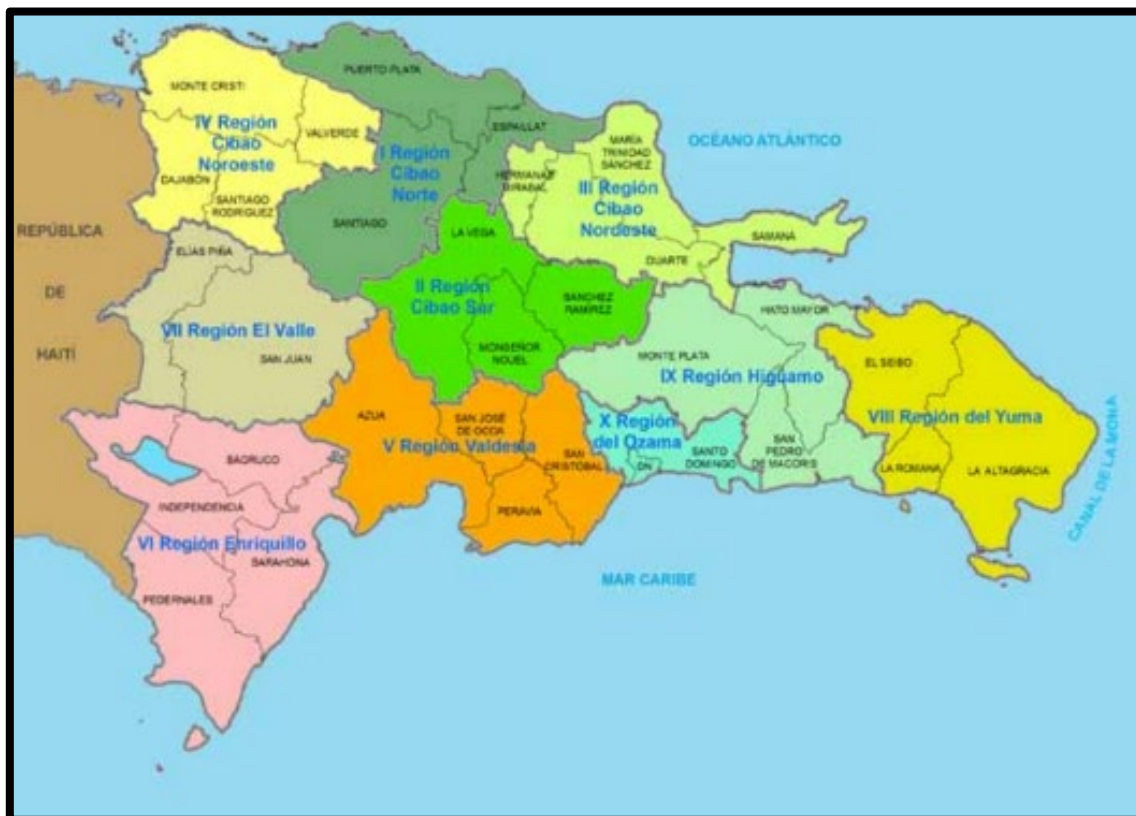 PUERTO PLATA
MONTE CRISTI
IV Región
Cibao
Noroeste
VALVERDE
ESPAILLAT
OCÉANO ATLÁNTICO
I Región
Cibao
Norte
MARÍA
TRINIDAD
SÁNCHEZ
HERMANAS
MIRABAL
DAJABÓN
SANTIAGO
RODRIGUEZ
III Región
Cibao
Nordeste
SANTIAGO
LA VEGA
SAMANÁ
REPÚBLICA
DE
HAITÍ
ELÍAS PIÑA
DUARTE
II Región
Cibao Sur
SÁNCHEZ
RAMÍREZ
HATO MAYOR
VII Región El Valle
SAN JUAN
MONSEÑOR
NOUEL
MONTE PLATA
EL SEIBO
IX Región Higuamo
AZUA
SAN JOSÉ
DE OCOA
V Región Valdesia
X Región
del Ozama
VIII Región del Yuma
SAN
CRISTÓBAL
DN
SANTO
DOMINGO
SAN
PEDRO
DE MACORIS
LA ROMANA
LA ALTAGRACIA
CANAL DE LA MONA
BAORUCO
INDEPENDENCIA
PERAVIA
VI Región Enriquillo
BARAHONA
PEDERNALES
MAR CARIBE